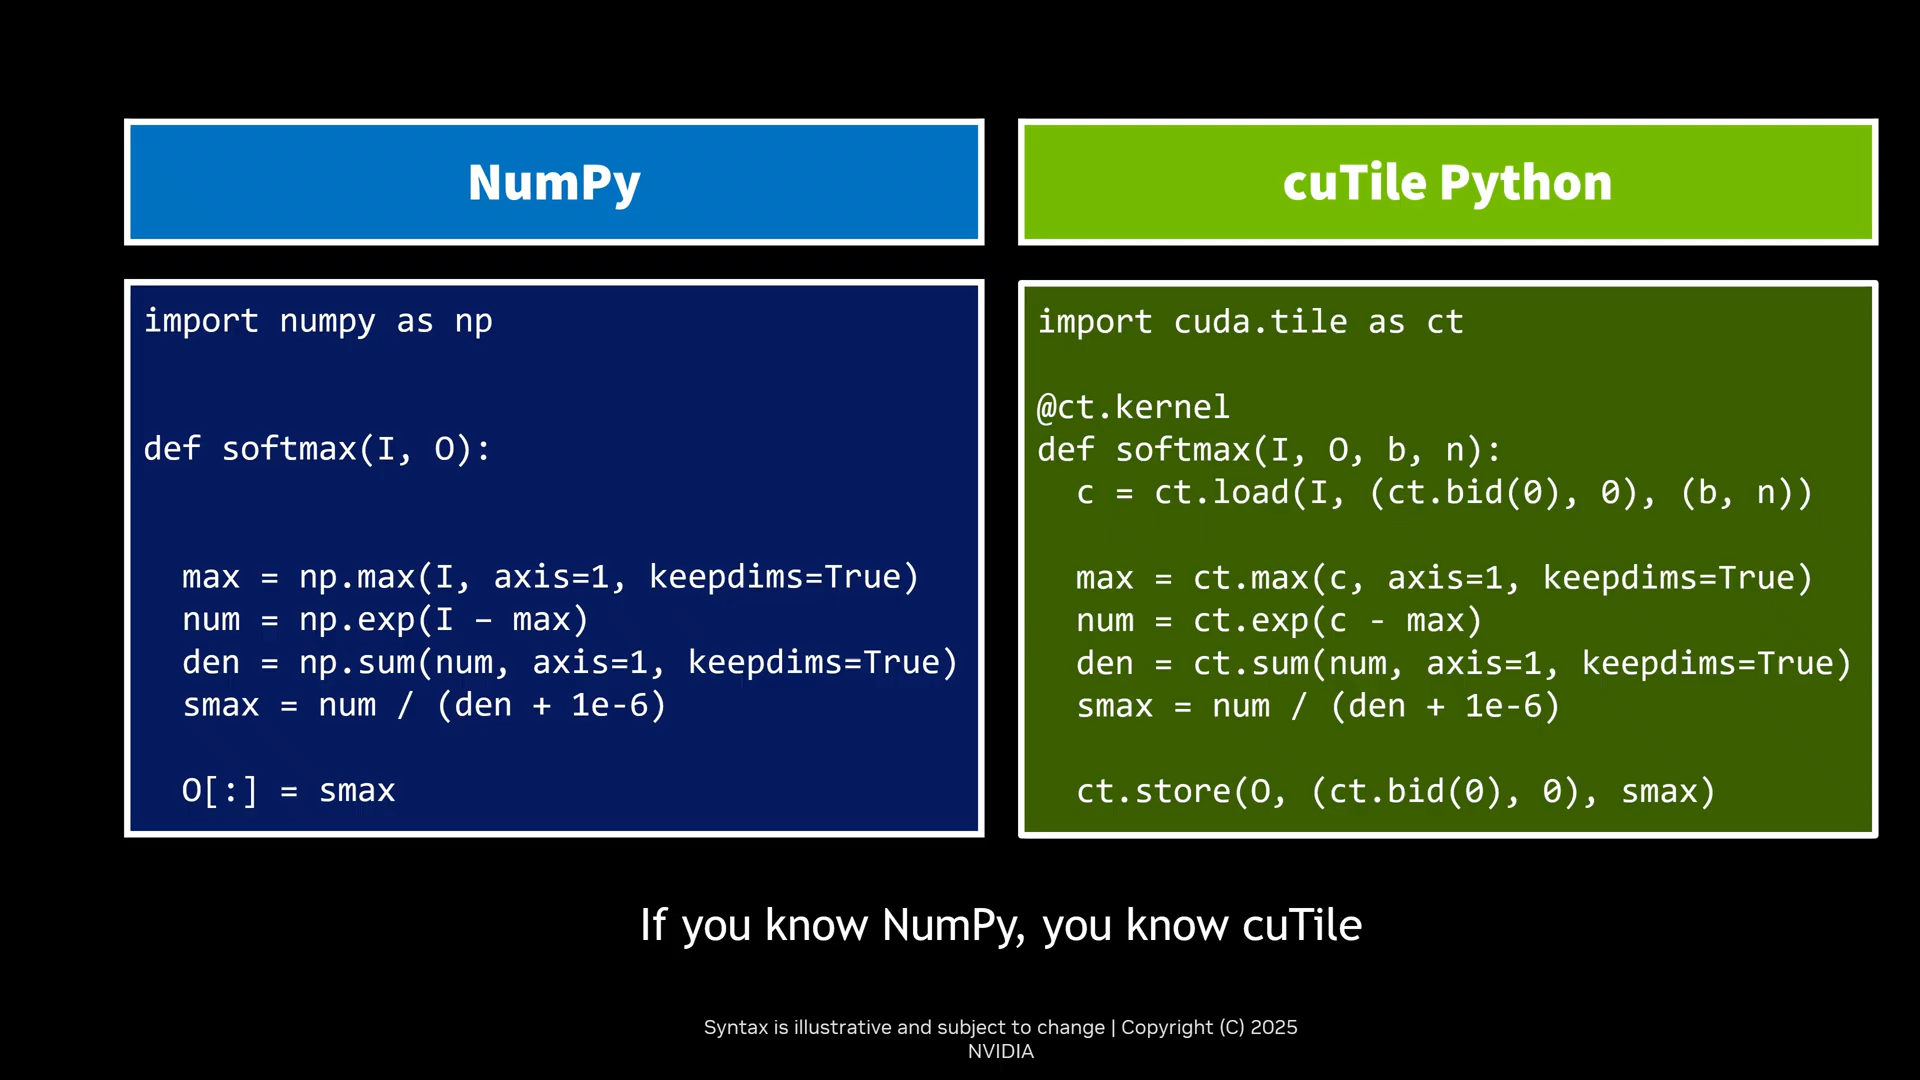 NumPy
import numpy as np
def softmax(I, O):
max = np.max(I, axis=1, keepdims=True)
num = np.exp(I – max)
den = np.sum(num, axis=1, keepdims=True)
smax = num / (den + 1e-6)
O[:] = smax
cuTile Python
import cuda.tile as ct
@ct.kernel
def softmax(I, O, b, n):
c = ct.load(I, (ct.bid(0), 0), (b, n))
max = ct.max(c, axis=1, keepdims=True)
num = ct.exp(c - max)
den = ct.sum(num, axis=1, keepdims=True)
smax = num / (den + 1e-6)
ct.store(O, (ct.bid(0), 0), smax)
If you know NumPy, you know cuTile
Syntax is illustrative and subject to change | Copyright (C) 2025
NVIDIA